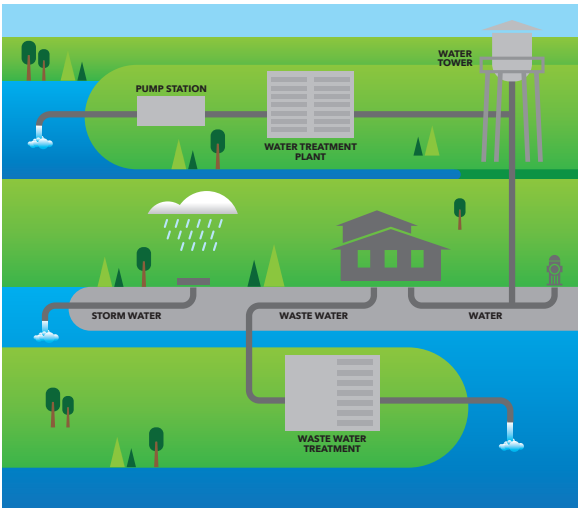 WATER
TOWER
PUMP STATION
WATER TREATMENT
PLANT
STORM WATER
WASTE WATER
WATER
WASTE WATER
TREATMENT